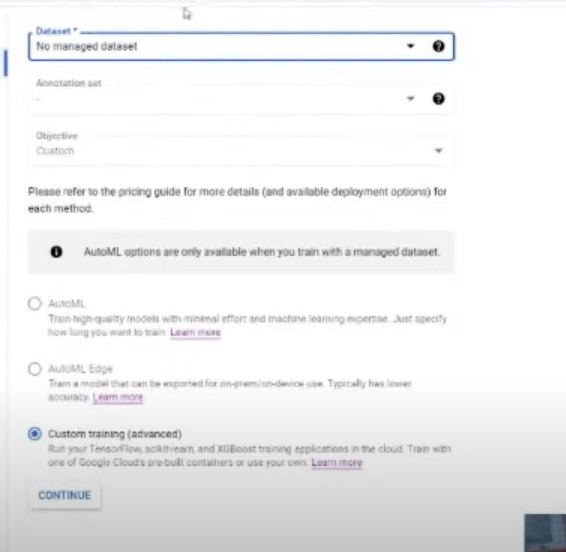 Dataset *
No managed dataset
Annotation set
-
Objective
Custom
Please refer to the pricing guide for more details (and available deployment options) for
each method.
AutoML options are only available when you train with a managed dataset.
AutoML
Train high-quality models with minimal effort and machine learning expertise. Just specify
how long you want to train. Learn more
AutoML Edge
Train a model that can be exported for on-prem/on-device use. Typically has lower
accuracy. Learn more
Custom training (advanced)
Run your TensorFlow, scikit-learn, and XGBoost training applications in the cloud. Train with
one of Google Cloud's pre-built containers or use your own. Learn more
CONTINUE